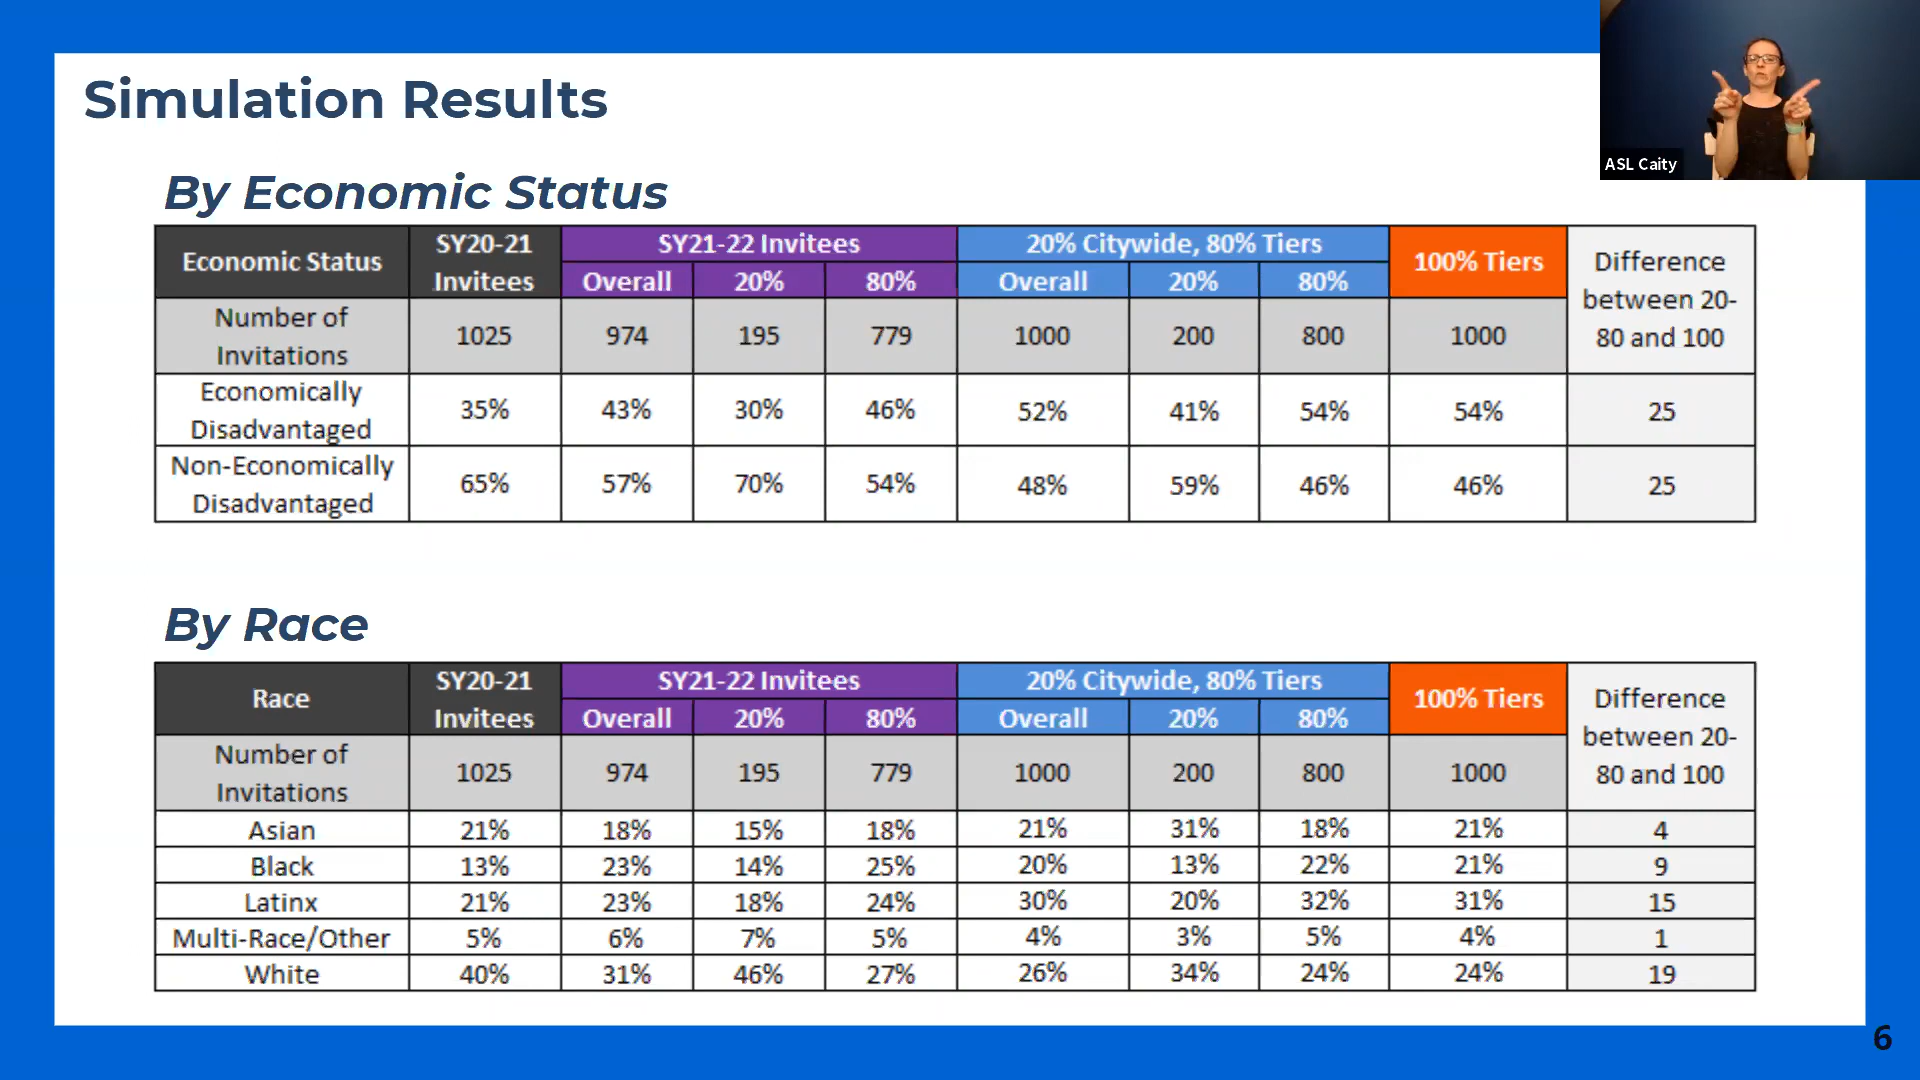 Simulation Results
ASL Caity
By Economic Status
Economic Status SY20-21 Invitees SY21-22 Invitees 20% Citywide, 80% Tiers 100% Tiers Difference between 20-80 and 100
Overall 20% 80% Overall 20% 80%
Number of Invitations 1025 974 195 779 1000 200 800 1000
Economically Disadvantaged 35% 43% 30% 46% 52% 41% 54% 54% 25
Non-Economically Disadvantaged 65% 57% 70% 54% 48% 59% 46% 46% 25
By Race
Race SY20-21 Invitees SY21-22 Invitees 20% Citywide, 80% Tiers 100% Tiers Difference between 20-80 and 100
Overall 20% 80% Overall 20% 80%
Number of Invitations 1025 974 195 779 1000 200 800 1000
Asian 21% 18% 15% 18% 21% 31% 18% 21% 4
Black 13% 23% 14% 25% 20% 13% 22% 21% 9
Latinx 21% 23% 18% 24% 30% 20% 32% 31% 15
Multi-Race/Other 5% 6% 7% 5% 4% 3% 5% 4% 1
White 40% 31% 46% 27% 26% 34% 24% 24% 19
6